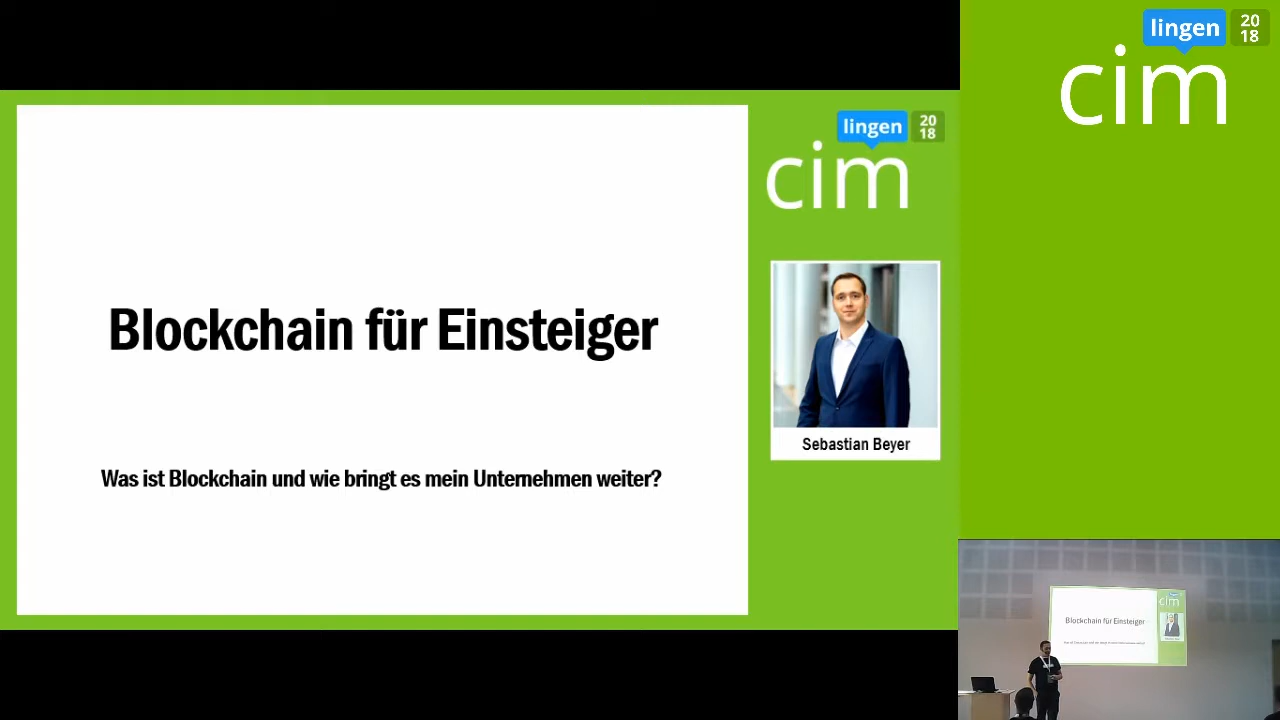 Blockchain für Einsteiger
Was ist Blockchain und wie bringt es mein Unternehmen weiter?
lingen
20
18
cim
Sebastian Beyer
lingen
20
18
cim
cim
Blockchain für Einsteiger